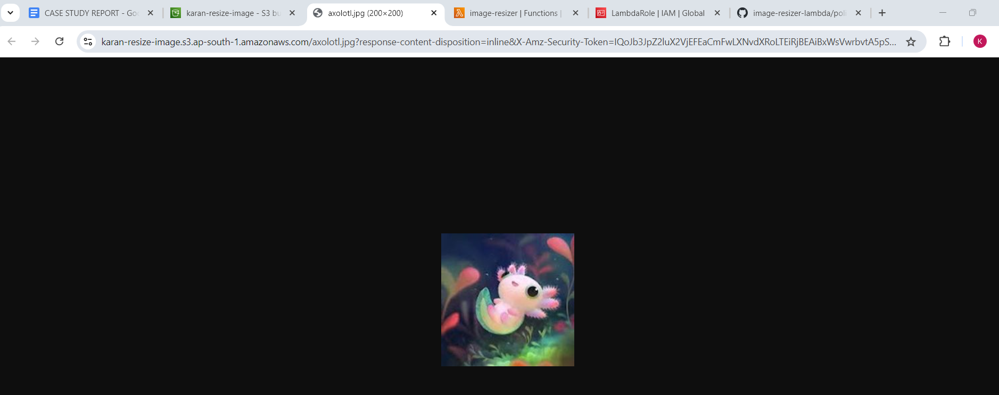 CASE STUDY REPORT - Goo
karan-resize-image - S3 bu
axolotl.jpg (200×200)
image-resizer | Functions |
LambdaRole | IAM | Global
image-resizer-lambda/poli
karan-resize-image.s3.ap-south-1.amazonaws.com/axolotl.jpg?response-content-disposition=inline&X-Amz-Security-Token=IQoJb3JpZ2luX2VjEFEaCmFwLXNvdXRoLTEiRjBEAiBxWsVwrbvtA5pS...
K